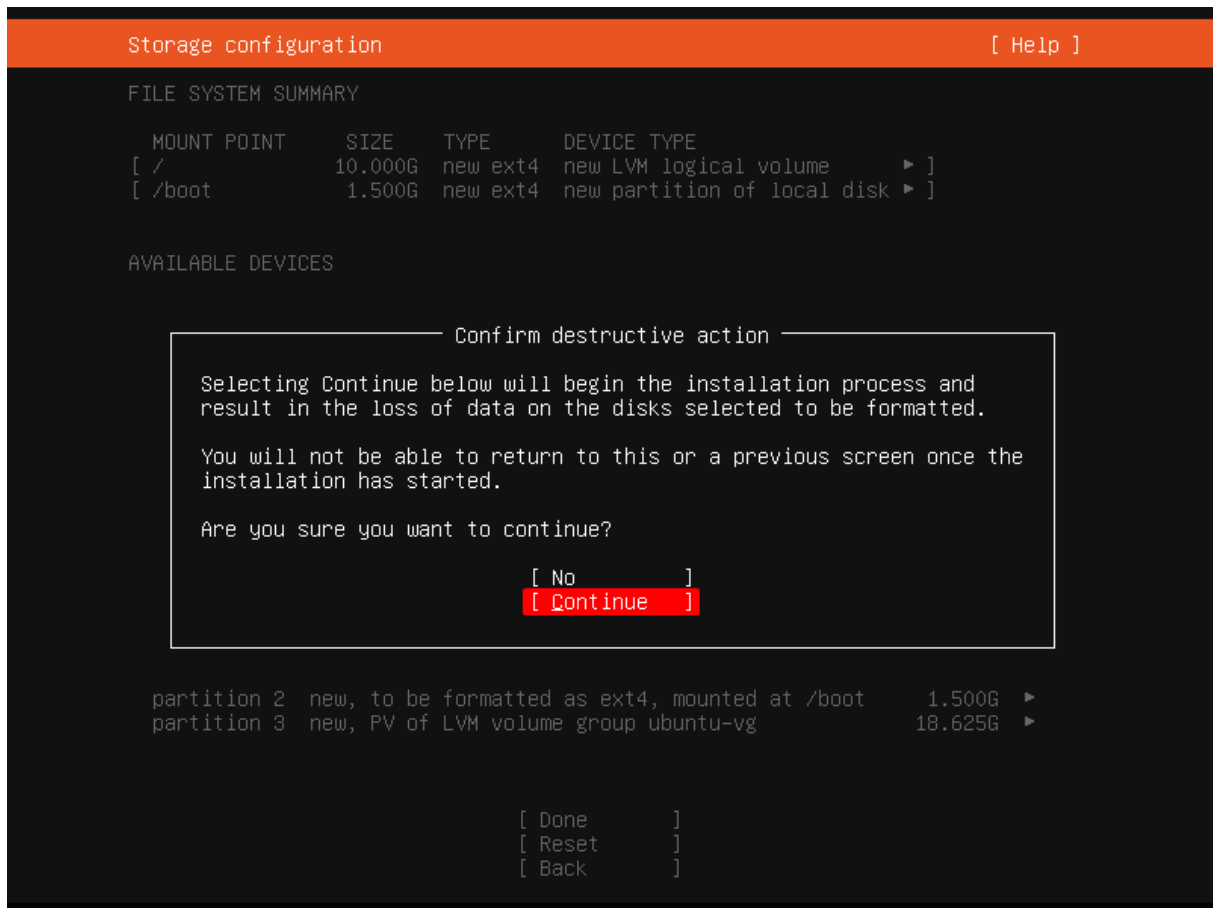 Storage configuration [ Help ]
FILE SYSTEM SUMMARY
MOUNT POINT SIZE TYPE DEVICE TYPE
[ / 10.000G new ext4 new LVM logical volume ▸ ]
[ /boot 1.500G new ext4 new partition of local disk ▸ ]
AVAILABLE DEVICES
Confirm destructive action
Selecting Continue below will begin the installation process and
result in the loss of data on the disks selected to be formatted.
You will not be able to return to this or a previous screen once the
installation has started.
Are you sure you want to continue?
[ No ]
[ Continue ]
partition 2 new, to be formatted as ext4, mounted at /boot 1.500G ▸
partition 3 new, PV of LVM volume group ubuntu-vg 18.625G ▸
[ Done ]
[ Reset ]
[ Back ]